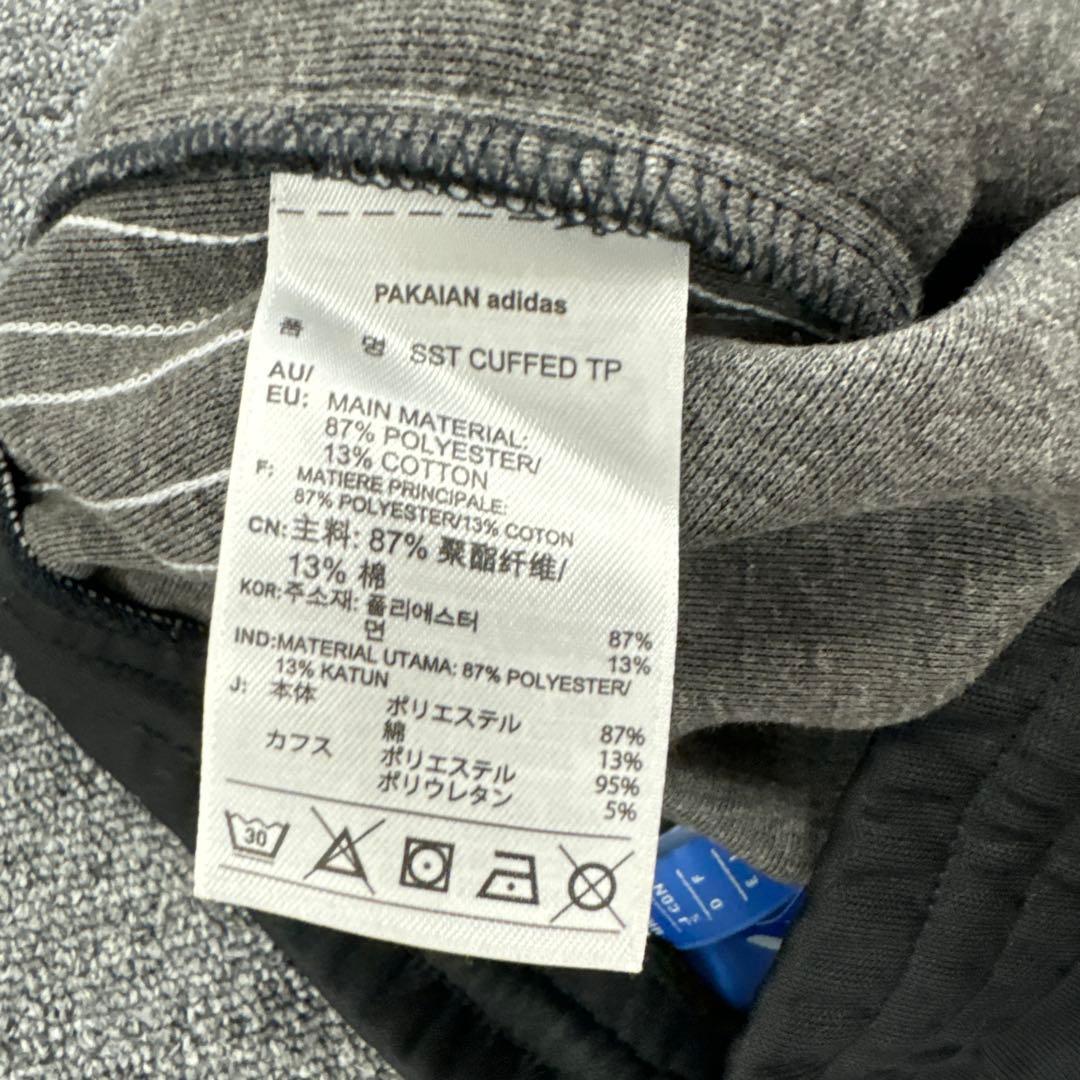 PAKAIAN adidas
품 명 SST CUFFED TP
AU/
EU: MAIN MATERIAL:
87% POLYESTER/
13% COTTON
F: MATIERE PRINCIPALE:
87% POLYESTER/13% COTON
CN: 主料: 87% 聚酯纤维/
13% 棉
KOR: 주소재: 폴리에스터 87%
면 13%
IND: MATERIAL UTAMA: 87% POLYESTER/
13% KATUN
J: 本体 ポリエステル 87%
綿 13%
カフス ポリエステル 95%
ポリウレタン 5%
30
E
F
D
J CON